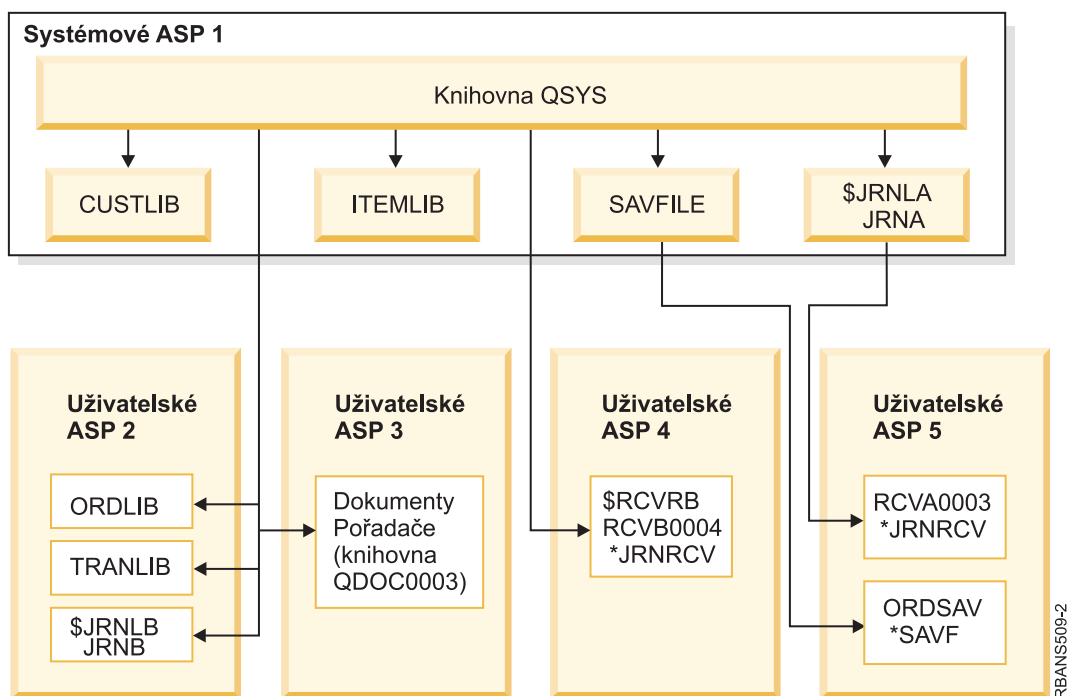 Systémové ASP 1
Knihovna QSYS
CUSTLIB
ITEMLIB
SAVFILE
$JRNLA
JRNA
Uživatelské
ASP 2
ORDLIB
TRANLIB
$JRNLB
JRNB
Uživatelské
ASP 3
Dokumenty
Pořadače
(knihovna
QDOC0003)
Uživatelské
ASP 4
$RCVRB
RCVB0004
*JRNRCV
Uživatelské
ASP 5
RCVA0003
*JRNRCV
ORDSAV
*SAVF
RBANS509-2